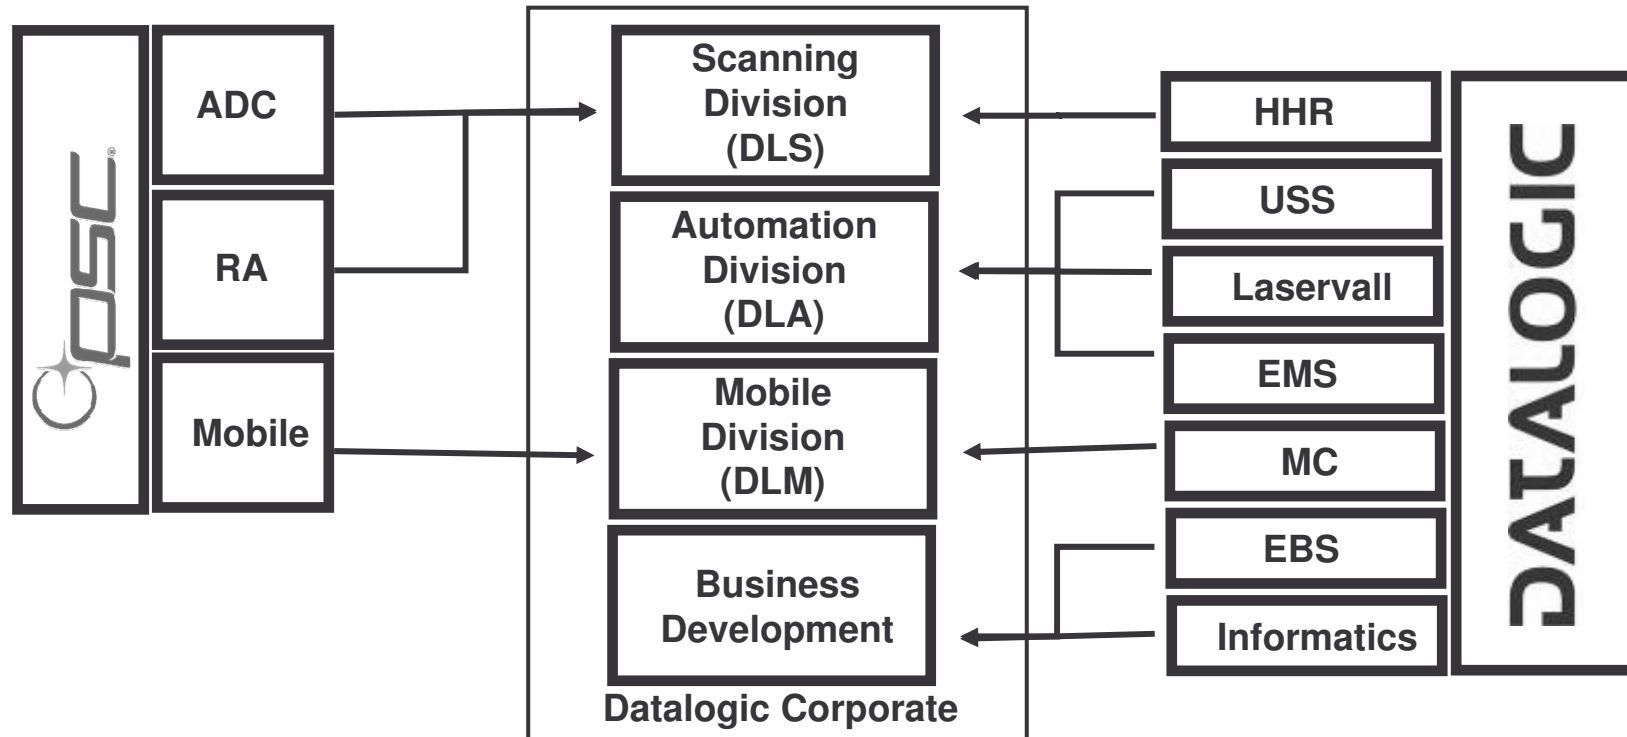 PSC®
ADC
RA
Mobile
Scanning
Division
(DLS)
Automation
Division
(DLA)
Mobile
Division
(DLM)
Business
Development
Datalogic Corporate
HHR
USS
Laservall
EMS
MC
EBS
Informatics
DATALOGIC